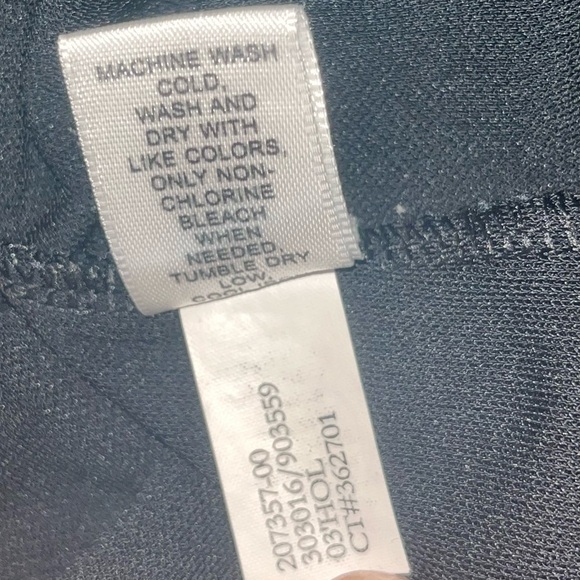 MACHINE WASH
COLD.
WASH AND
DRY WITH
LIKE COLORS,
ONLY NON-
CHLORINE
BLEACH
WHEN
NEEDED.
TUMBLE DRY
LOW.
207357-00
303016/903559
03HOL
CT#362701